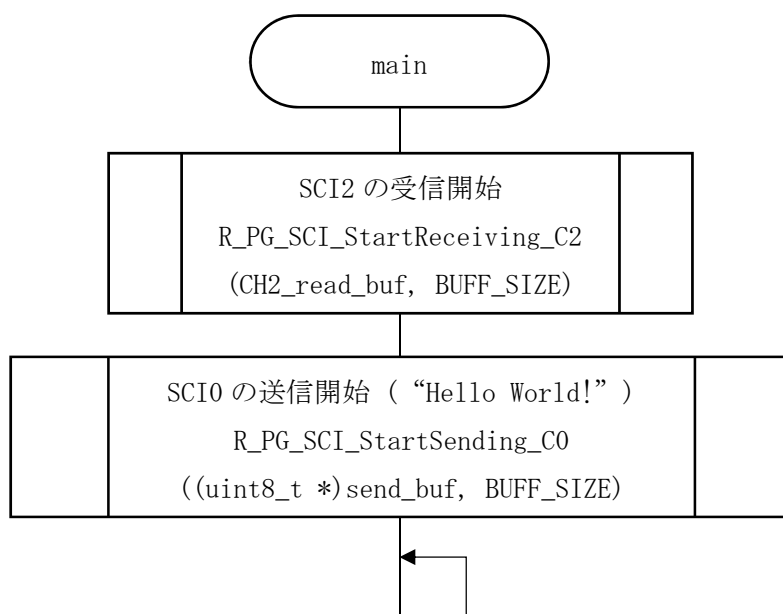 main
SCI2 の受信開始
R_PG_SCI_StartReceiving_C2
(CH2_read_buf, BUFF_SIZE)
SCI0 の送信開始 ( “Hello World!” )
R_PG_SCI_StartSending_C0
((uint8_t *)send_buf, BUFF_SIZE)